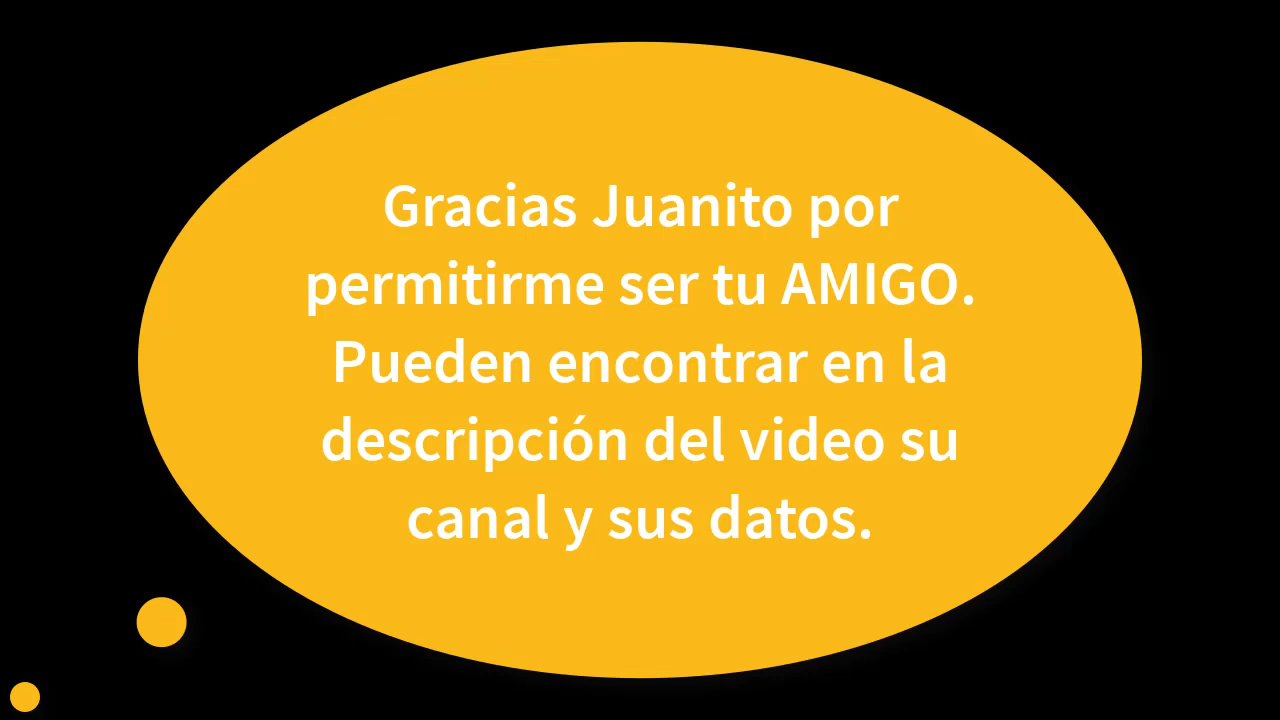 Gracias Juanito por
permitirme ser tu AMIGO.
Pueden encontrar en la
descripción del video su
canal y sus datos.